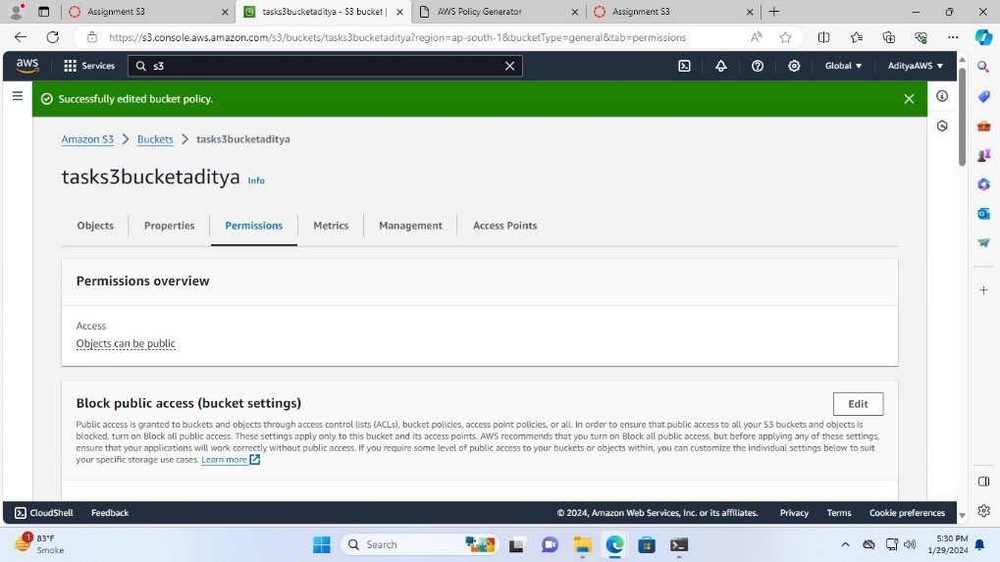 Assignment S3
tasks3bucketaditya - S3 bucket |
AWS Policy Generator
Assignment S3
https://s3.console.aws.amazon.com/s3/buckets/tasks3bucketaditya?region=ap-south-1&bucketType=general&tab=permissions
aws
Services
s3
Global
AdityaAWS
Successfully edited bucket policy.
Amazon S3 > Buckets > tasks3bucketaditya
tasks3bucketaditya Info
Objects
Properties
Permissions
Metrics
Management
Access Points
Permissions overview
Access
Objects can be public
Block public access (bucket settings)
Edit
Public access is granted to buckets and objects through access control lists (ACLs), bucket policies, access point policies, or all. In order to ensure that public access to all your S3 buckets and objects is
blocked, turn on Block all public access. These settings apply only to this bucket and its access points. AWS recommends that you turn on Block all public access, but before applying any of these settings,
ensure that your applications will work correctly without public access. If you require some level of public access to your buckets or objects within, you can customize the individual settings below to suit
your specific storage use cases. Learn more
CloudShell
Feedback
© 2024, Amazon Web Services, Inc. or its affiliates.
Privacy
Terms
Cookie preferences
1
83°F
Smoke
Search
5:30 PM
1/29/2024